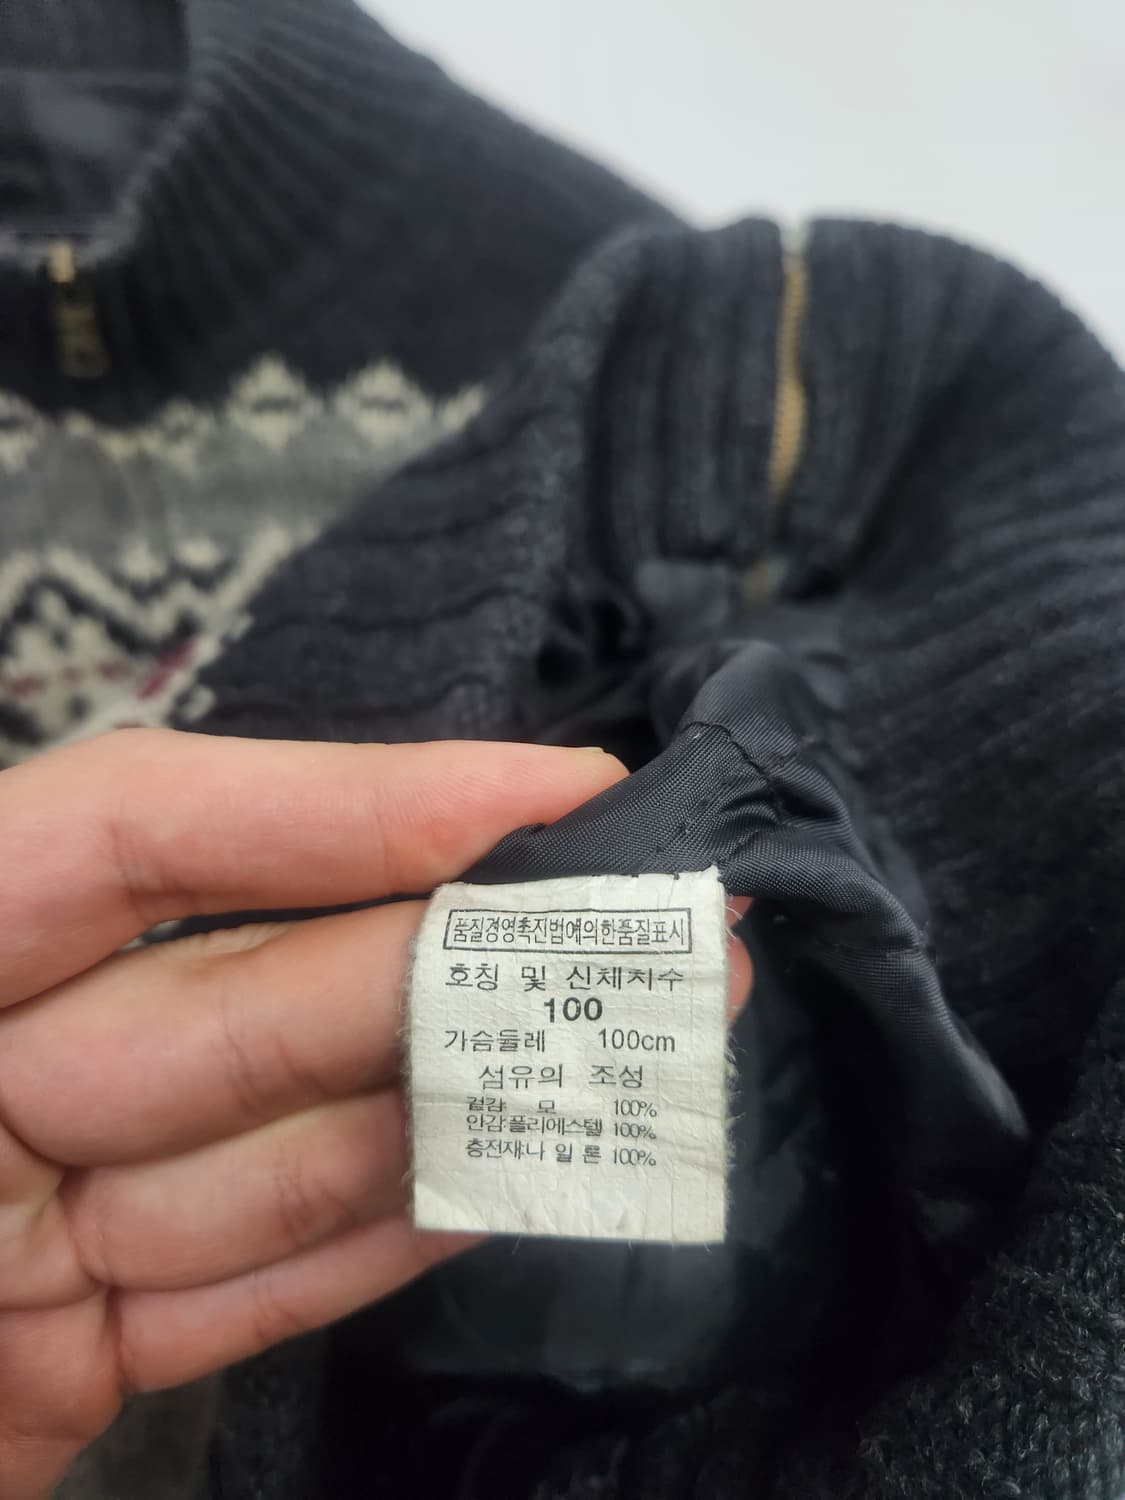 품질경영촉진법에의한품질표시
호칭 및 신체치수
100
가슴둘레 100cm
섬유의 조성
겉감: 모 100%
안감:폴리에스텔 100%
충전재:나 일 론 100%